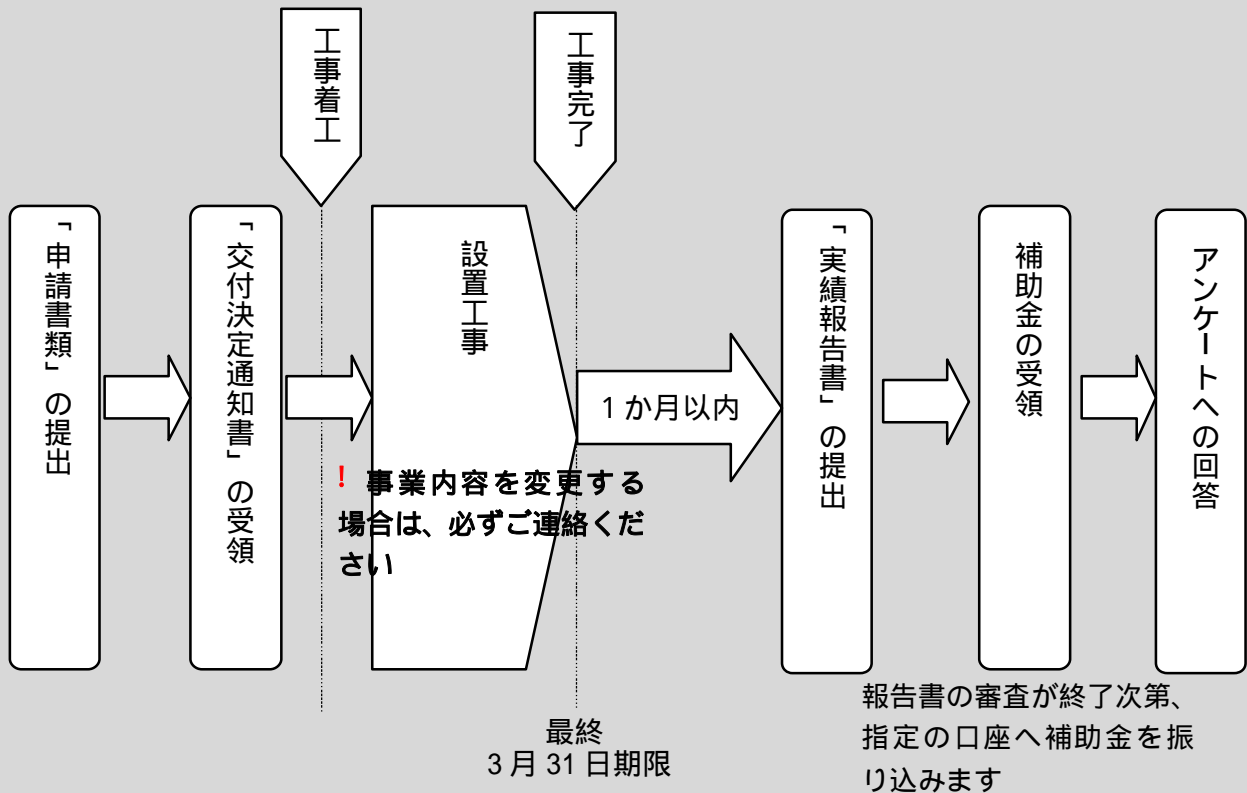 工事着工
工事完了
「申請書類」の提出
「交付決定通知書」の受領
設置工事
！ 事業内容を変更する
場合は、必ずご連絡くだ
さい
1か月以内
「実績報告書」の提出
補助金の受領
アンケートへの回答
最終
3月31日期限
報告書の審査が終了次第、
指定の口座へ補助金を振
り込みます